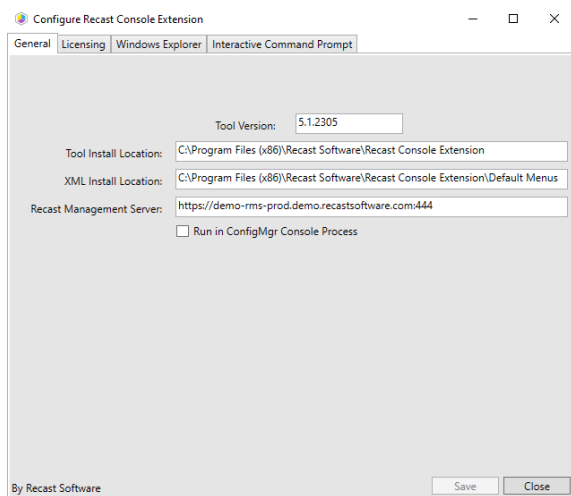 Configure Recast Console Extension
General Licensing Windows Explorer Interactive Command Prompt
Tool Version: 5.1.2305
Tool Install Location: C:\Program Files (x86)\Recast Software\Recast Console Extension
XML Install Location: C:\Program Files (x86)\Recast Software\Recast Console Extension\Default Menus
Recast Management Server: https://demo-rms-prod.demo.recastsoftware.com:444
Run in ConfigMgr Console Process
By Recast Software Save Close